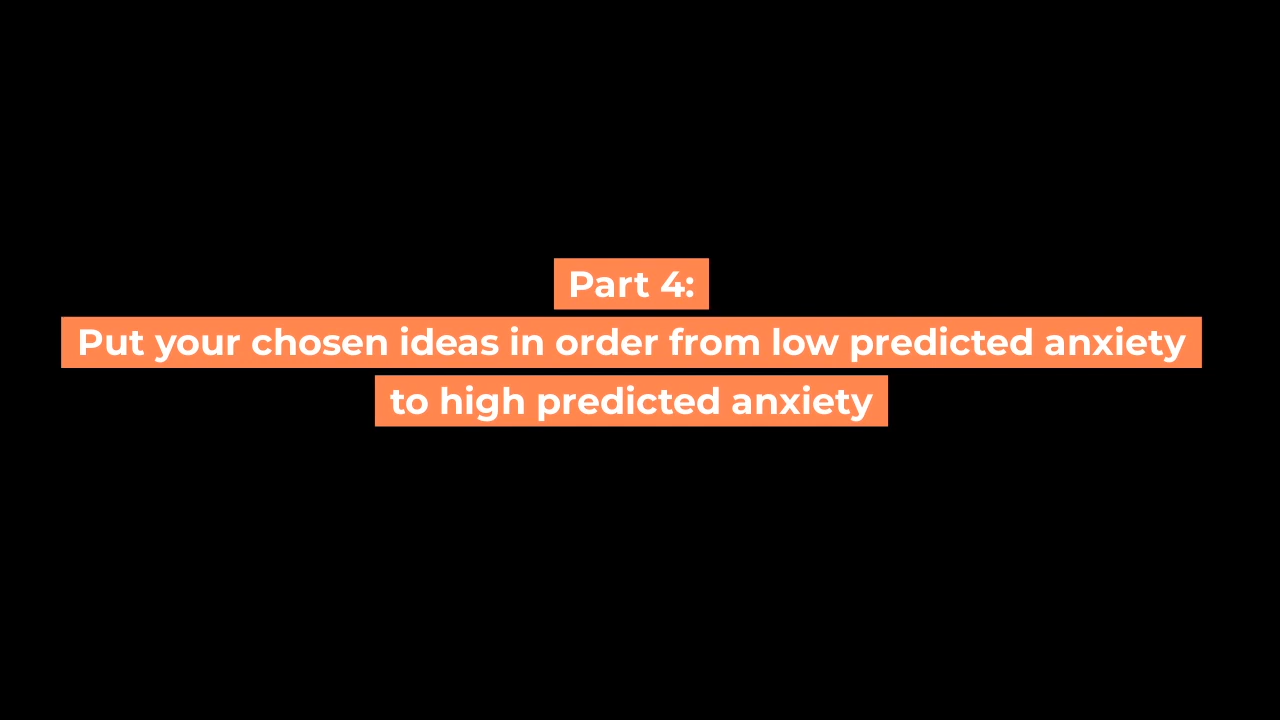 Part 4:
Put your chosen ideas in order from low predicted anxiety
to high predicted anxiety